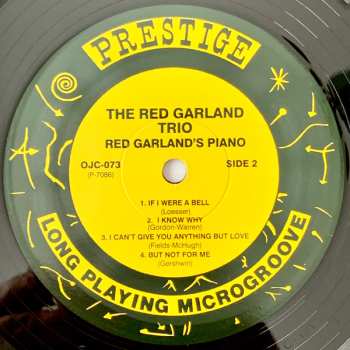 PRESTIGE
THE RED GARLAND
TRIO
RED GARLAND'S PIANO
OJC-073 SIDE 2
(P-7086)
1. IF I WERE A BELL
(Loesser)
2. I KNOW WHY
(Gordon-Warren)
3. I CAN'T GIVE YOU ANYTHING BUT LOVE
(Fields-McHugh)
4. BUT NOT FOR ME
(Gershwin)
LONG PLAYING MICROGROOVE